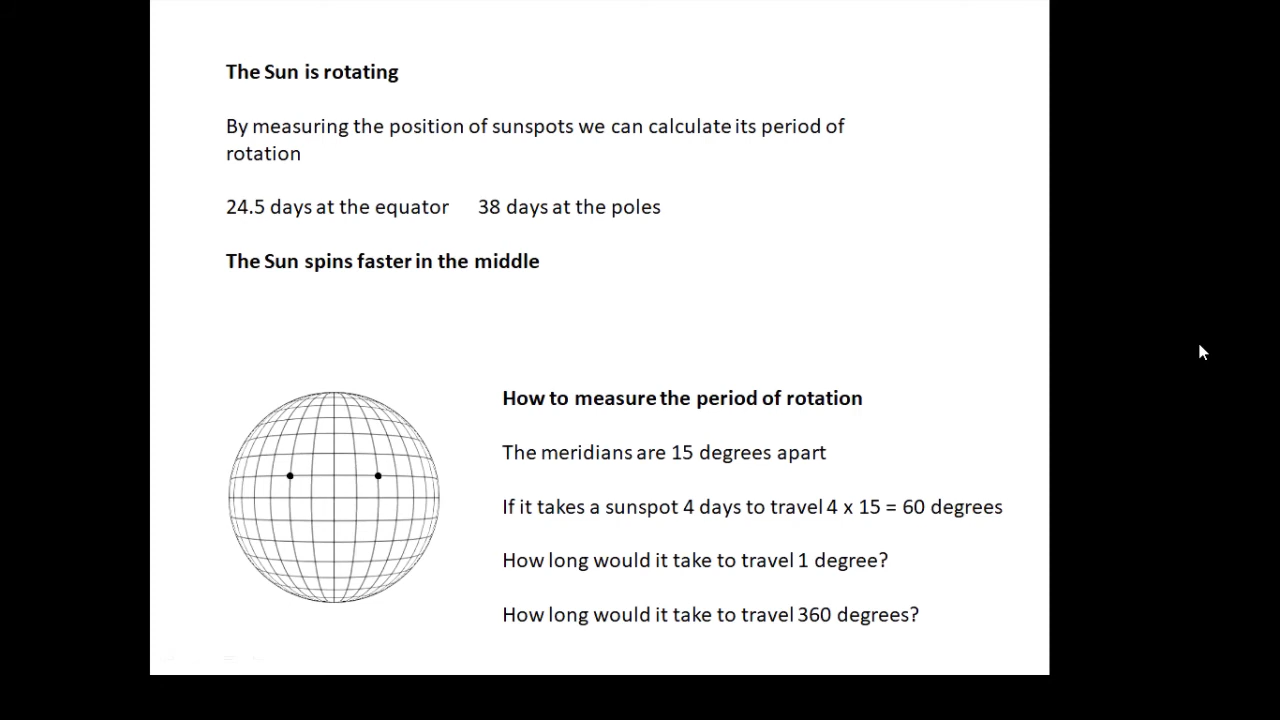 The Sun is rotating
By measuring the position of sunspots we can calculate its period of
rotation
24.5 days at the equator 38 days at the poles
The Sun spins faster in the middle
How to measure the period of rotation
The meridians are 15 degrees apart
If it takes a sunspot 4 days to travel 4 x 15 = 60 degrees
How long would it take to travel 1 degree?
How long would it take to travel 360 degrees?